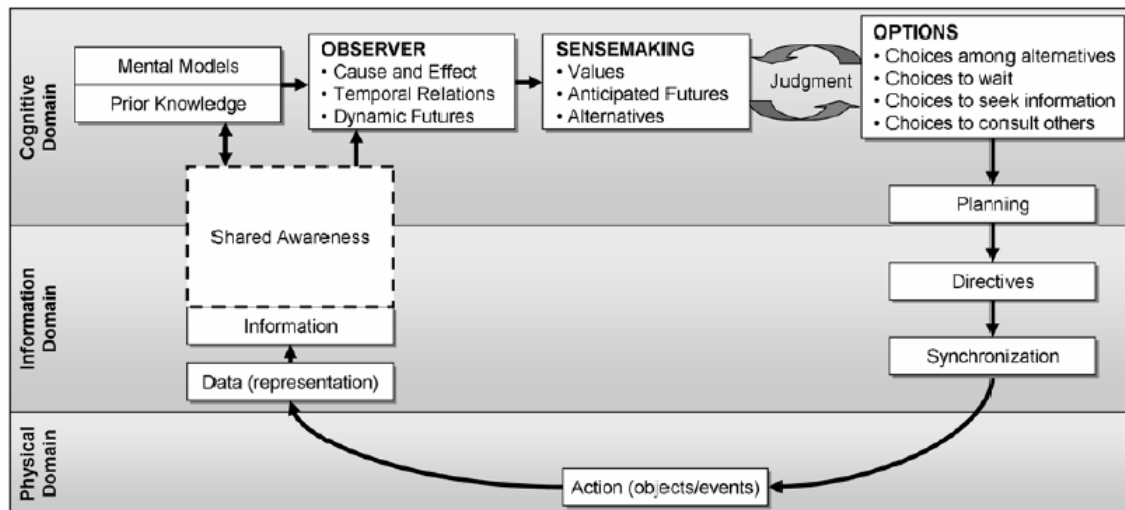 Cognitive
Domain
Mental Models
Prior Knowledge
OBSERVER
• Cause and Effect
• Temporal Relations
• Dynamic Futures
SENSEMAKING
• Values
• Anticipated Futures
• Alternatives
Judgment
OPTIONS
• Choices among alternatives
• Choices to wait
• Choices to seek information
• Choices to consult others
Planning
Shared Awareness
Information
Domain
Information
Data (representation)
Directives
Synchronization
Physical
Domain
Action (objects/events)